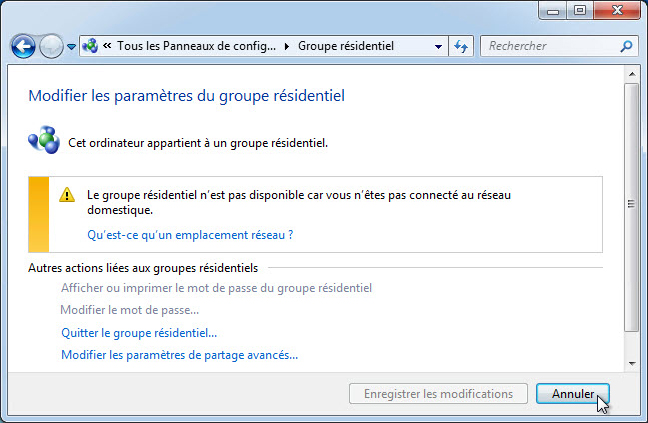 « Tous les Panneaux de config... ▸ Groupe résidentiel
Rechercher
Modifier les paramètres du groupe résidentiel
Cet ordinateur appartient à un groupe résidentiel.
Le groupe résidentiel n'est pas disponible car vous n'êtes pas connecté au réseau
domestique.
Qu'est-ce qu'un emplacement réseau ?
Autres actions liées aux groupes résidentiels
Afficher ou imprimer le mot de passe du groupe résidentiel
Modifier le mot de passe...
Quitter le groupe résidentiel...
Modifier les paramètres de partage avancés...
Enregistrer les modifications
Annuler